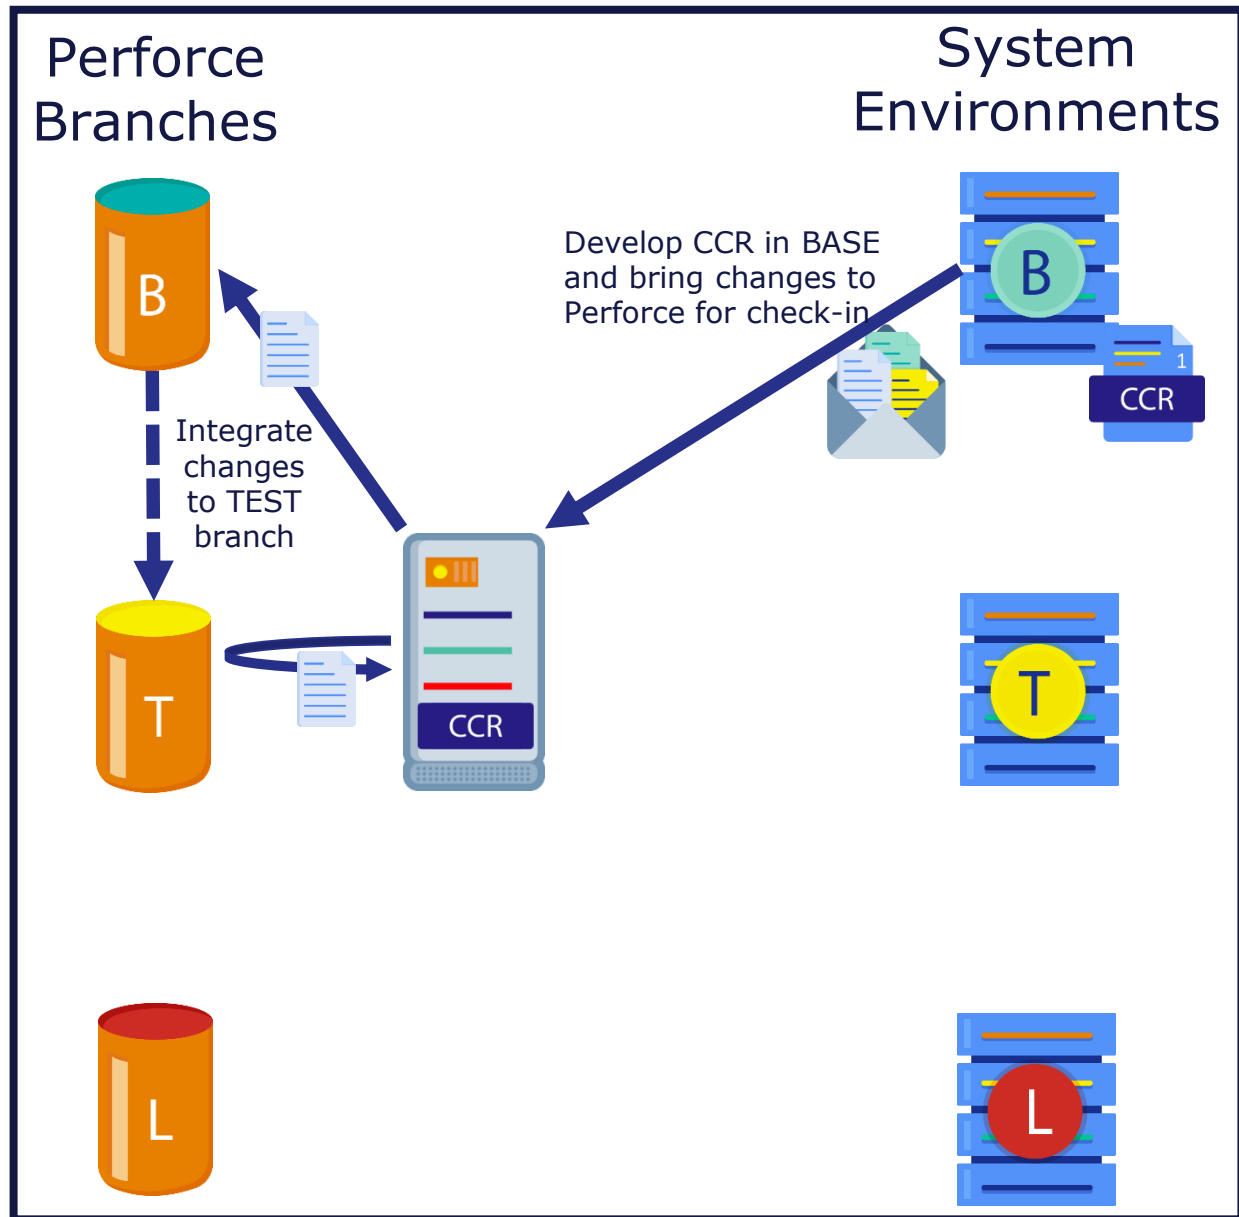 Perforce
Branches
System
Environments
Develop CCR in BASE
and bring changes to
Perforce for check-in
B
B
1
CCR
Integrate
changes
to TEST
branch
T
CCR
T
L
L